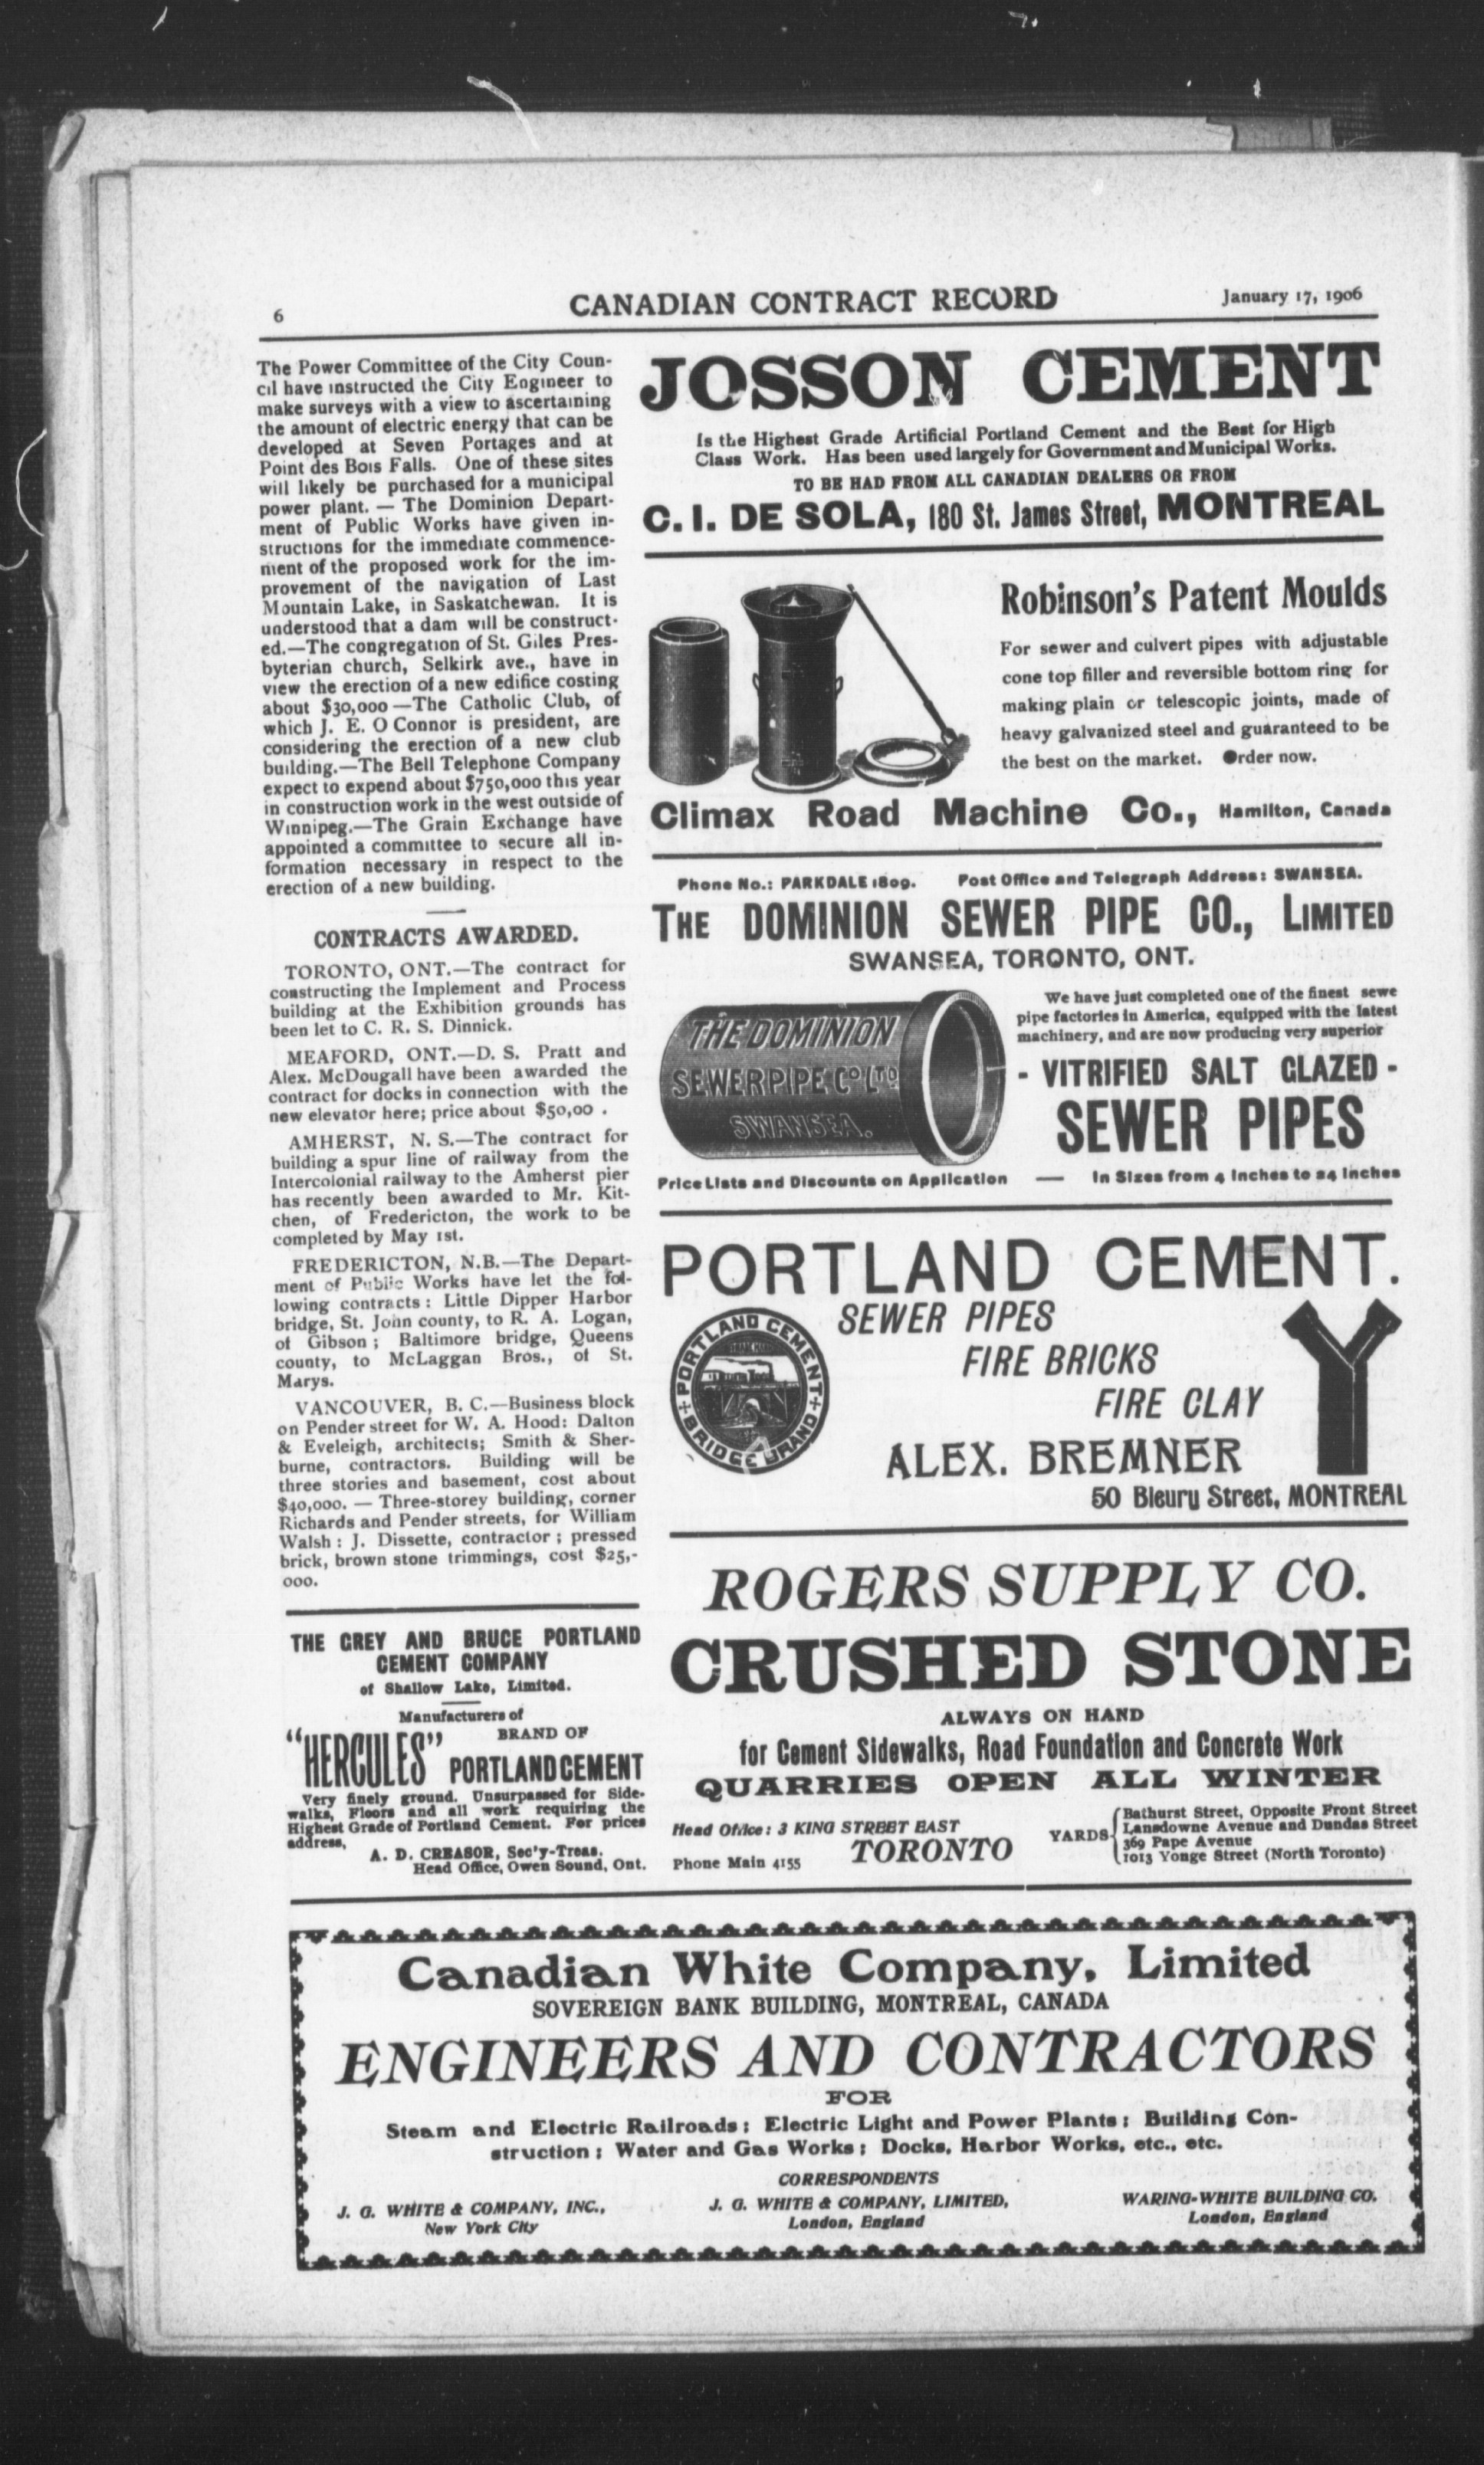 6
CANADIAN CONTRACT RECORD
January 17, 1906
The Power Committee of the City Coun-
cil have instructed the City Engineer to
make surveys with a view to ascertaining
the amount of electric energy that can be
developed at Seven Portages and at
Point des Bois Falls. One of these sites
will likely be purchased for a municipal
power plant. — The Dominion Depart-
ment of Public Works have given in-
structions for the immediate commence-
ment of the proposed work for the im-
provement of the navigation of Last
Mountain Lake, in Saskatchewan. It is
understood that a dam will be construct-
ed.—The congregation of St. Giles Pres-
byterian church, Selkirk ave., have in
view the erection of a new edifice costing
about $30,000—The Catholic Club, of
which J. E. O Connor is president, are
considering the erection of a new club
building.—The Bell Telephone Company
expect to expend about $750,000 this year
in construction work in the west outside of
Winnipeg.—The Grain Exchange have
appointed a committee to secure all in-
formation necessary in respect to the
erection of a new building.
CONTRACTS AWARDED.
TORONTO, ONT.—The contract for
constructing the Implement and Process
building at the Exhibition grounds has
been let to C. R. S. Dinnick.
MEAFORD, ONT.—D. S. Pratt and
Alex. McDougall have been awarded the
contract for docks in connection with the
new elevator here; price about $50,00 .
AMHERST, N. S.—The contract for
building a spur line of railway from the
Intercolonial railway to the Amherst pier
has recently been awarded to Mr. Kit-
chen, of Fredericton, the work to be
completed by May 1st.
FREDERICTON, N.B.—The Depart-
ment of Public Works have let the fol-
lowing contracts: Little Dipper Harbor
bridge, St. John county, to R. A. Logan,
of Gibson; Baltimore bridge, Queens
county, to McLaggan Bros., of St.
Marys.
VANCOUVER, B. C.—Business block
on Pender street for W. A. Hood: Dalton
& Eveleigh, architects; Smith & Sher-
burne, contractors. Building will be
three stories and basement, cost about
$40,000. — Three-storey building, corner
Richards and Pender streets, for William
Walsh: J. Dissette, contractor; pressed
brick, brown stone trimmings, cost $25,-
000.
THE GREY AND BRUCE PORTLAND
CEMENT COMPANY
of Shallow Lake, Limited.
Manufacturers of
"HERCULES" BRAND OF
PORTLAND CEMENT
Very finely ground. Unsurpassed for Side-
walks, Floors and all work requiring the
Highest Grade of Portland Cement. For prices
address,
A. D. CREASOR, Sec'y-Treas.
Head Office, Owen Sound, Ont.
JOSSON CEMENT
Is the Highest Grade Artificial Portland Cement and the Best for High
Class Work. Has been used largely for Government and Municipal Works.
TO BE HAD FROM ALL CANADIAN DEALERS OR FROM
C. I. DE SOLA, 180 St. James Street, MONTREAL
Robinson's Patent Moulds
For sewer and culvert pipes with adjustable
cone top filler and reversible bottom ring for
making plain or telescopic joints, made of
heavy galvanized steel and guaranteed to be
the best on the market. Order now.
Climax Road Machine Co., Hamilton, Canada
Phone No.: PARKDALE 1809. Post Office and Telegraph Address: SWANSEA.
THE DOMINION SEWER PIPE CO., LIMITED
SWANSEA, TORONTO, ONT.
THE DOMINION
SEWER PIPE CO LTD
SWANSEA.
We have just completed one of the finest sewe
pipe factories in America, equipped with the latest
machinery, and are now producing very superior
- VITRIFIED SALT GLAZED -
SEWER PIPES
Price Lists and Discounts on Application — In Sizes from 4 Inches to 24 Inches
PORTLAND CEMENT.
SEWER PIPES
FIRE BRICKS
FIRE CLAY
PORTLAND CEMENT
BRIDGE BRAND
ALEX. BREMNER
50 Bleury Street, MONTREAL
ROGERS SUPPLY CO.
CRUSHED STONE
ALWAYS ON HAND
for Cement Sidewalks, Road Foundation and Concrete Work
QUARRIES OPEN ALL WINTER
Head Office: 3 KING STREET EAST
TORONTO
Phone Main 4155
YARDS
Bathurst Street, Opposite Front Street
Lansdowne Avenue and Dundas Street
369 Pape Avenue
1013 Yonge Street (North Toronto)
Canadian White Company, Limited
SOVEREIGN BANK BUILDING, MONTREAL, CANADA
ENGINEERS AND CONTRACTORS
FOR
Steam and Electric Railroads; Electric Light and Power Plants; Building Con-
struction; Water and Gas Works; Docks, Harbor Works, etc., etc.
CORRESPONDENTS
J. G. WHITE & COMPANY, INC.,
New York City
J. G. WHITE & COMPANY, LIMITED,
London, England
WARING-WHITE BUILDING CO.
London, England